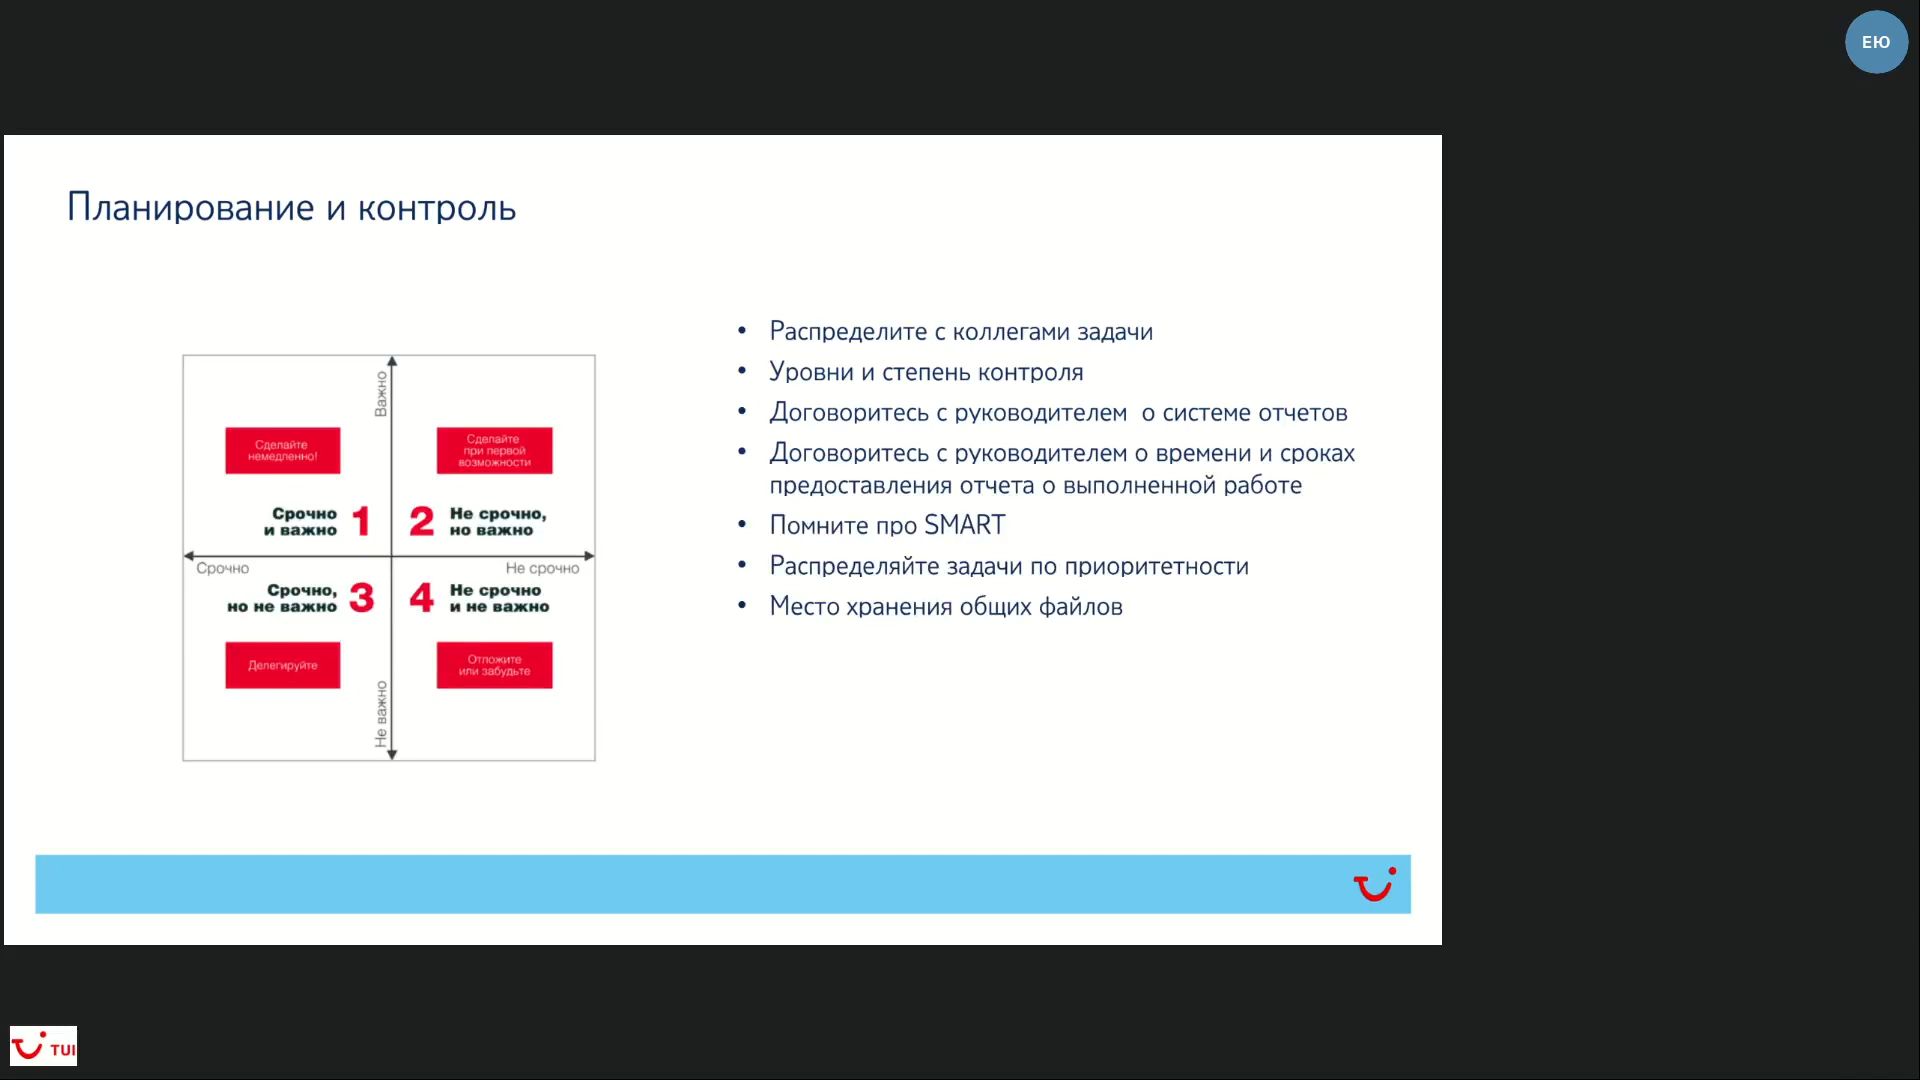 ЕЮ
Планирование и контроль
Важно
Сделайте
немедленно!
Сделайте
при первой
возможности
Срочно
и важно
1
2
Не срочно,
но важно
Срочно
Не срочно
Срочно,
но не важно
3
4
Не срочно
и не важно
Делегируйте
Отложите
или забудьте
Не важно
• Распределите с коллегами задачи
• Уровни и степень контроля
• Договоритесь с руководителем  о системе отчетов
• Договоритесь с руководителем о времени и сроках
предоставления отчета о выполненной работе
• Помните про SMART
• Распределяйте задачи по приоритетности
• Место хранения общих файлов
TUI